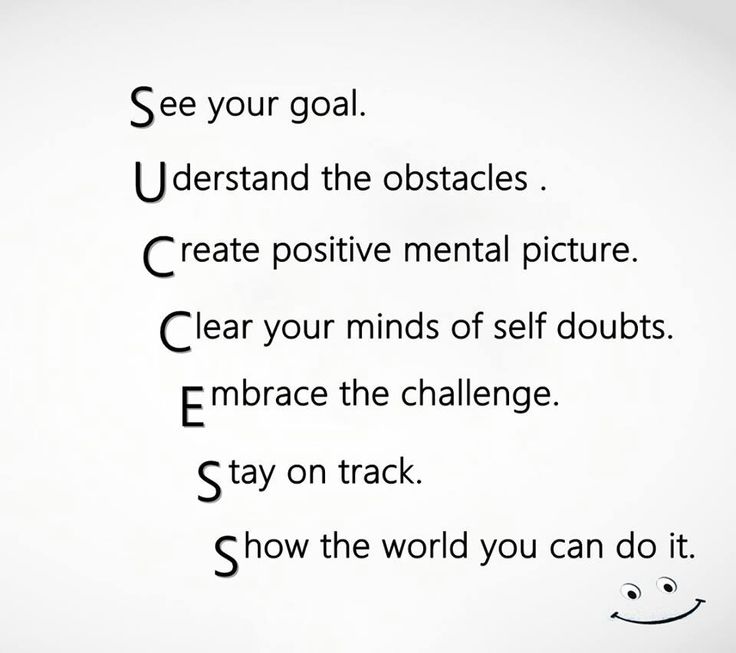 See your goal.
Uderstand the obstacles .
Create positive mental picture.
Clear your minds of self doubts.
Embrace the challenge.
Stay on track.
Show the world you can do it.